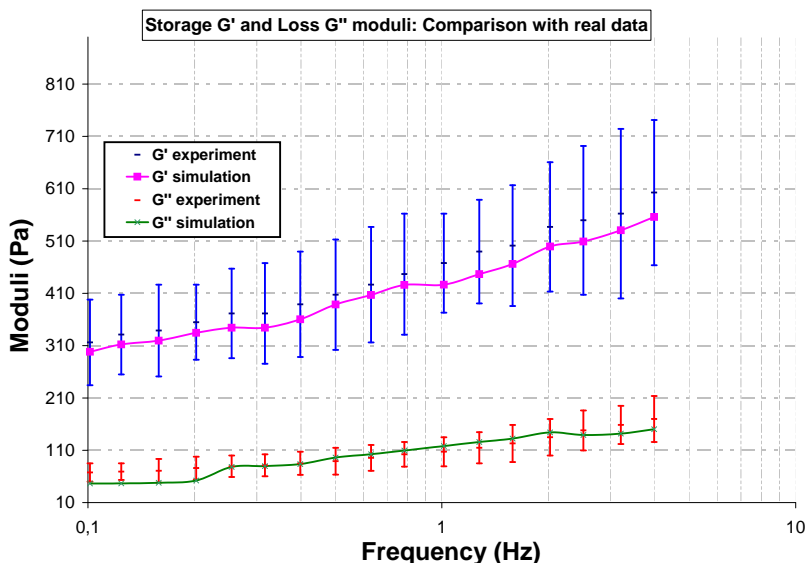 Storage G' and Loss G" moduli: Comparison with real data
810
710
610
510
410
310
210
110
10
Moduli (Pa)
G' experiment
G' simulation
G" experiment
G" simulation
0,1
1
10
Frequency (Hz)